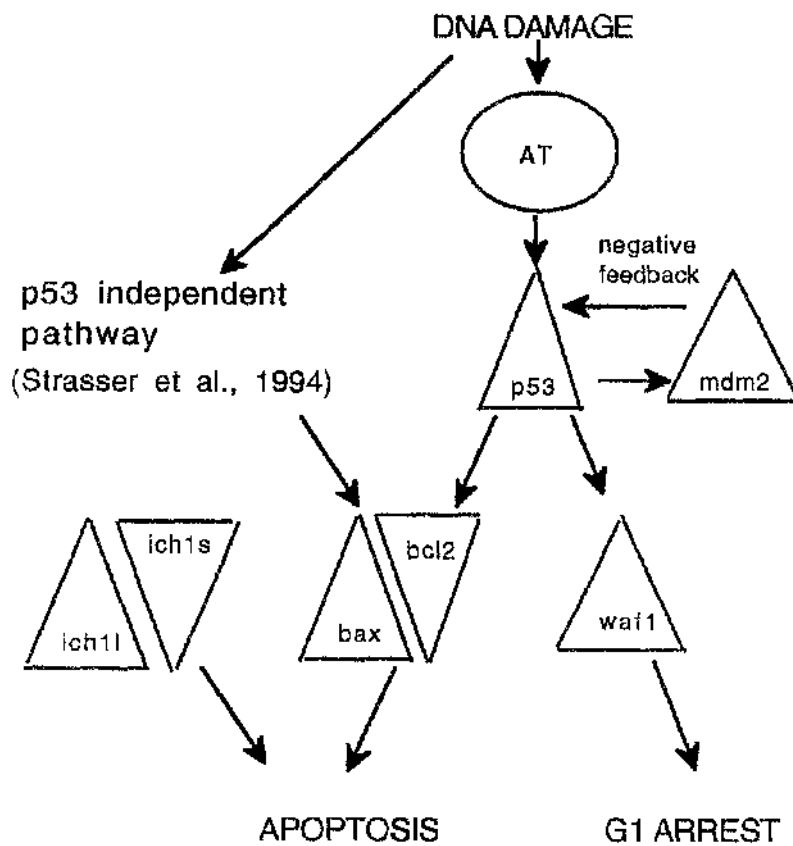 DNA DAMAGE
AT
negative
feedback
p53 independent
pathway
(Strasser et al., 1994)
p53
mdm2
ich1s
bcl2
ich1l
bax
waf1
APOPTOSIS
G1 ARREST